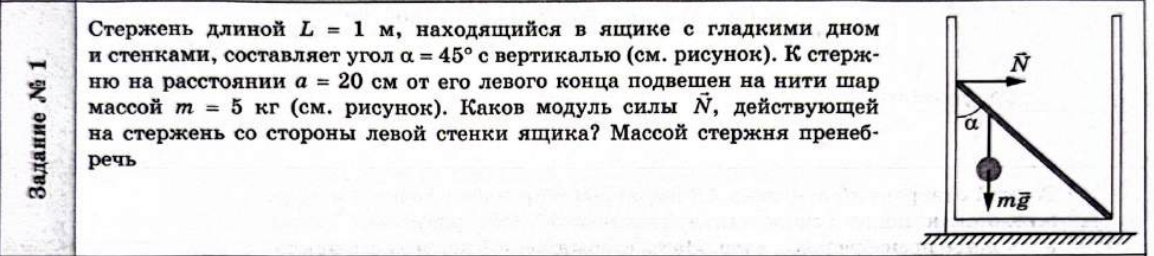 Задание № 1
Стержень длиной L = 1 м, находящийся в ящике с гладкими дном
и стенками, составляет угол α = 45° с вертикалью (см. рисунок). К стерж-
ню на расстоянии a = 20 см от его левого конца подвешен на нити шар
массой m = 5 кг (см. рисунок). Каков модуль силы N⃗, действующей
на стержень со стороны левой стенки ящика? Массой стержня пренеб-
речь
N⃗
α
mg⃗